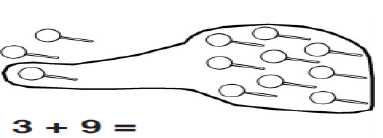 3 + 9 =